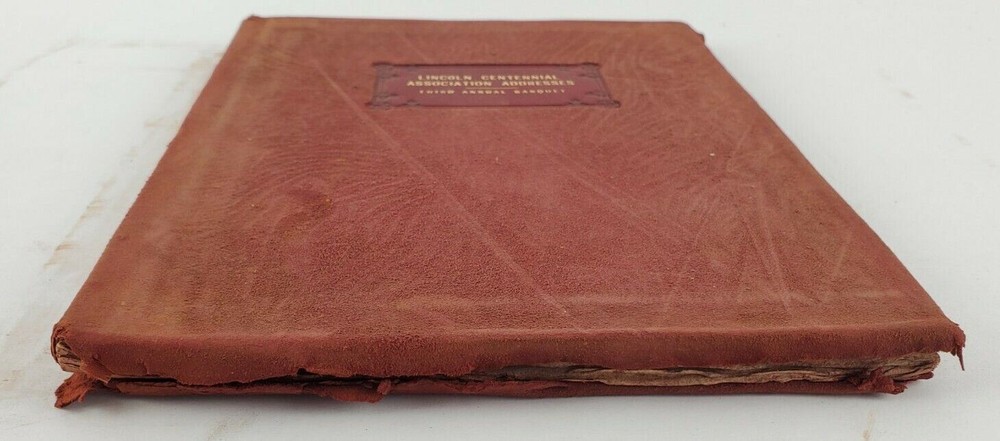 LINCOLN CENTENNIAL
ASSOCIATION ADDRESSES
THIRD ANNUAL BANQUET